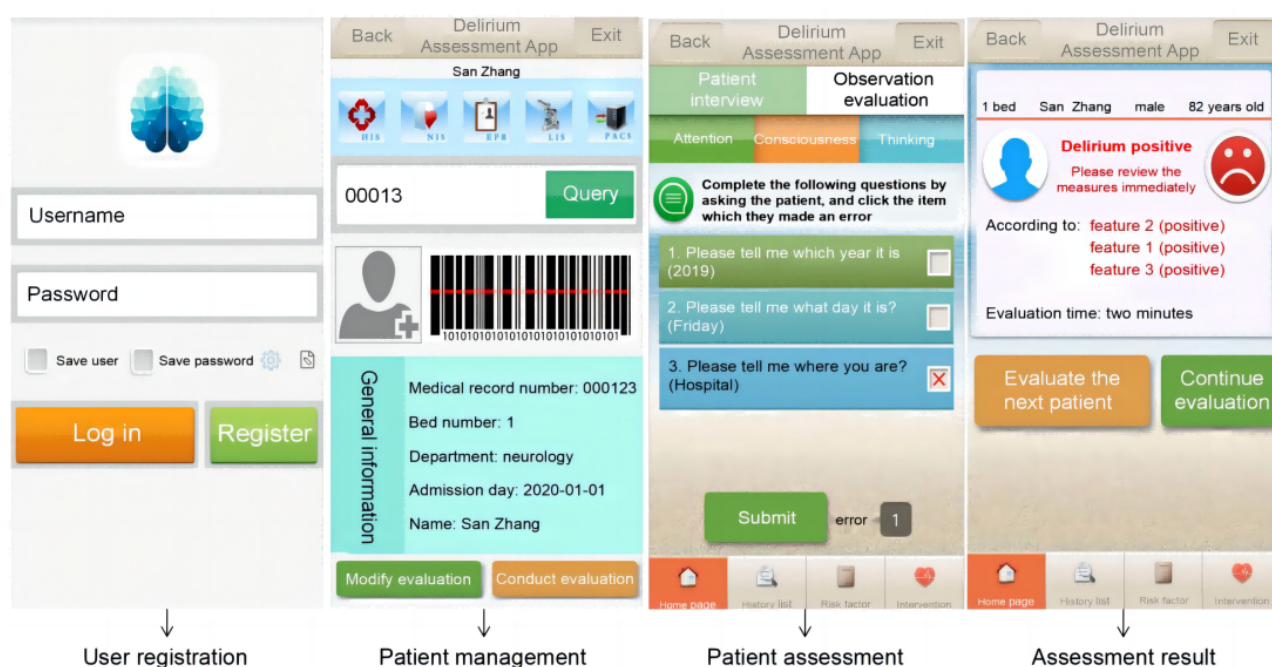 Username
Password
Save user
Save password
Log in
Register
User registration
Back
Delirium
Assessment App
Exit
San Zhang
HIS
NIS
EPR
LIS
PACS
00013
Query
10101010101010101010101010101
General information
Medical record number: 000123
Bed number: 1
Department: neurology
Admission day: 2020-01-01
Name: San Zhang
Modify evaluation
Conduct evaluation
Patient management
Back
Delirium
Assessment App
Exit
Patient
interview
Observation
evaluation
Attention
Consciousness
Thinking
Complete the following questions by
asking the patient, and click the item
which they made an error
1. Please tell me which year it is
(2019)
2. Please tell me what day it is?
(Friday)
3. Please tell me where you are?
(Hospital)
Submit
error
1
Home page
History list
Risk factor
Intervention
Patient assessment
Back
Delirium
Assessment App
Exit
1 bed San Zhang male 82 years old
Delirium positive
Please review the
measures immediately
According to: feature 2 (positive)
feature 1 (positive)
feature 3 (positive)
Evaluation time: two minutes
Evaluate the
next patient
Continue
evaluation
Home page
History list
Risk factor
Intervention
Assessment result